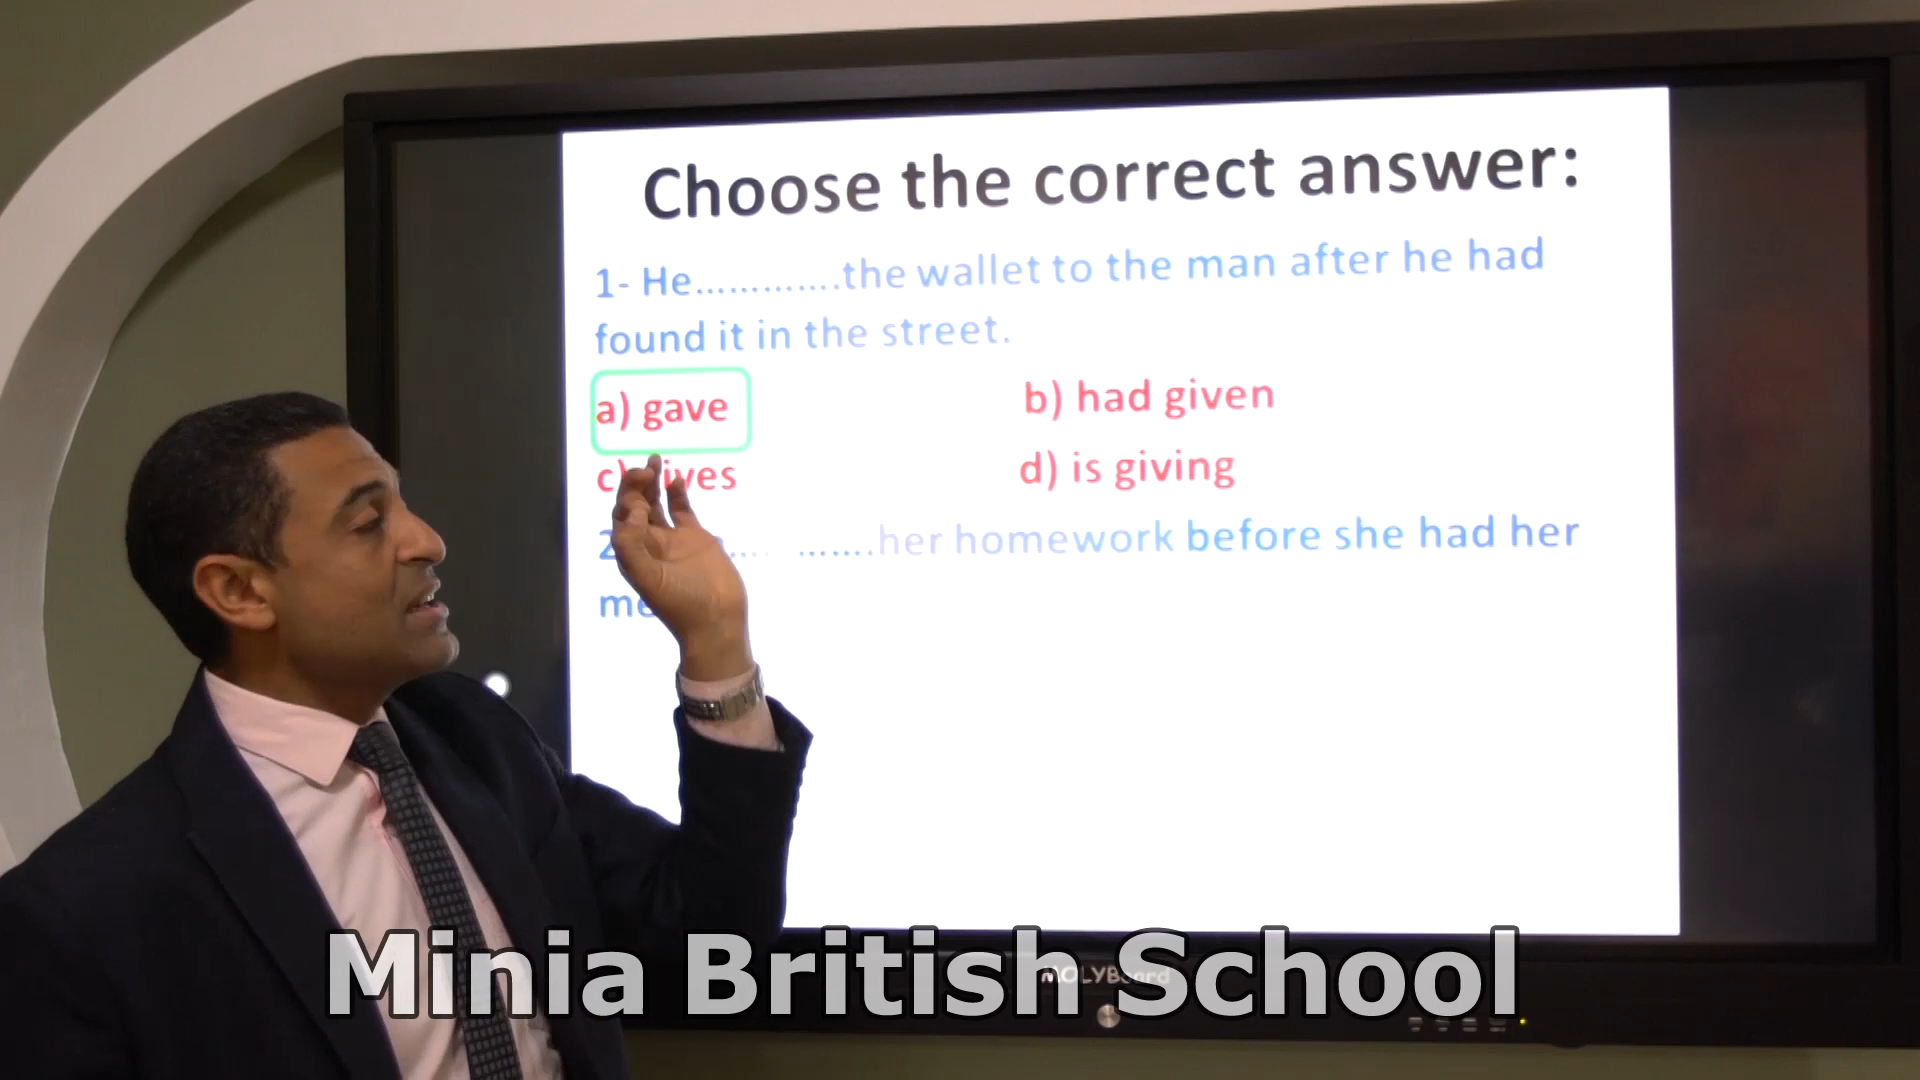 Choose the correct answer:
1- He.............the wallet to the man after he had
found it in the street.
a) gave b) had given
d) is giving
.......her homework before she had her
Minia British School
MOLYBoard